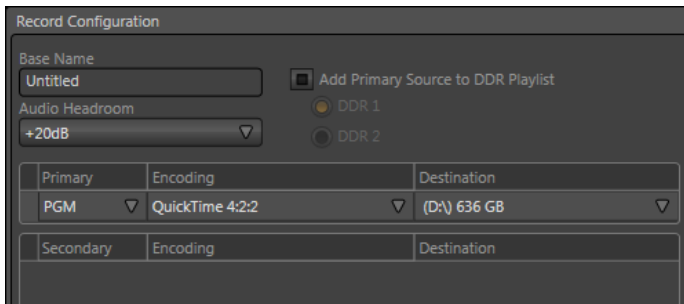 Record Configuration
Base Name
Untitled
Add Primary Source to DDR Playlist
Audio Headroom
DDR 1
+20dB
DDR 2
Primary Encoding Destination
PGM QuickTime 4:2:2 (D:\) 636 GB
Secondary Encoding Destination